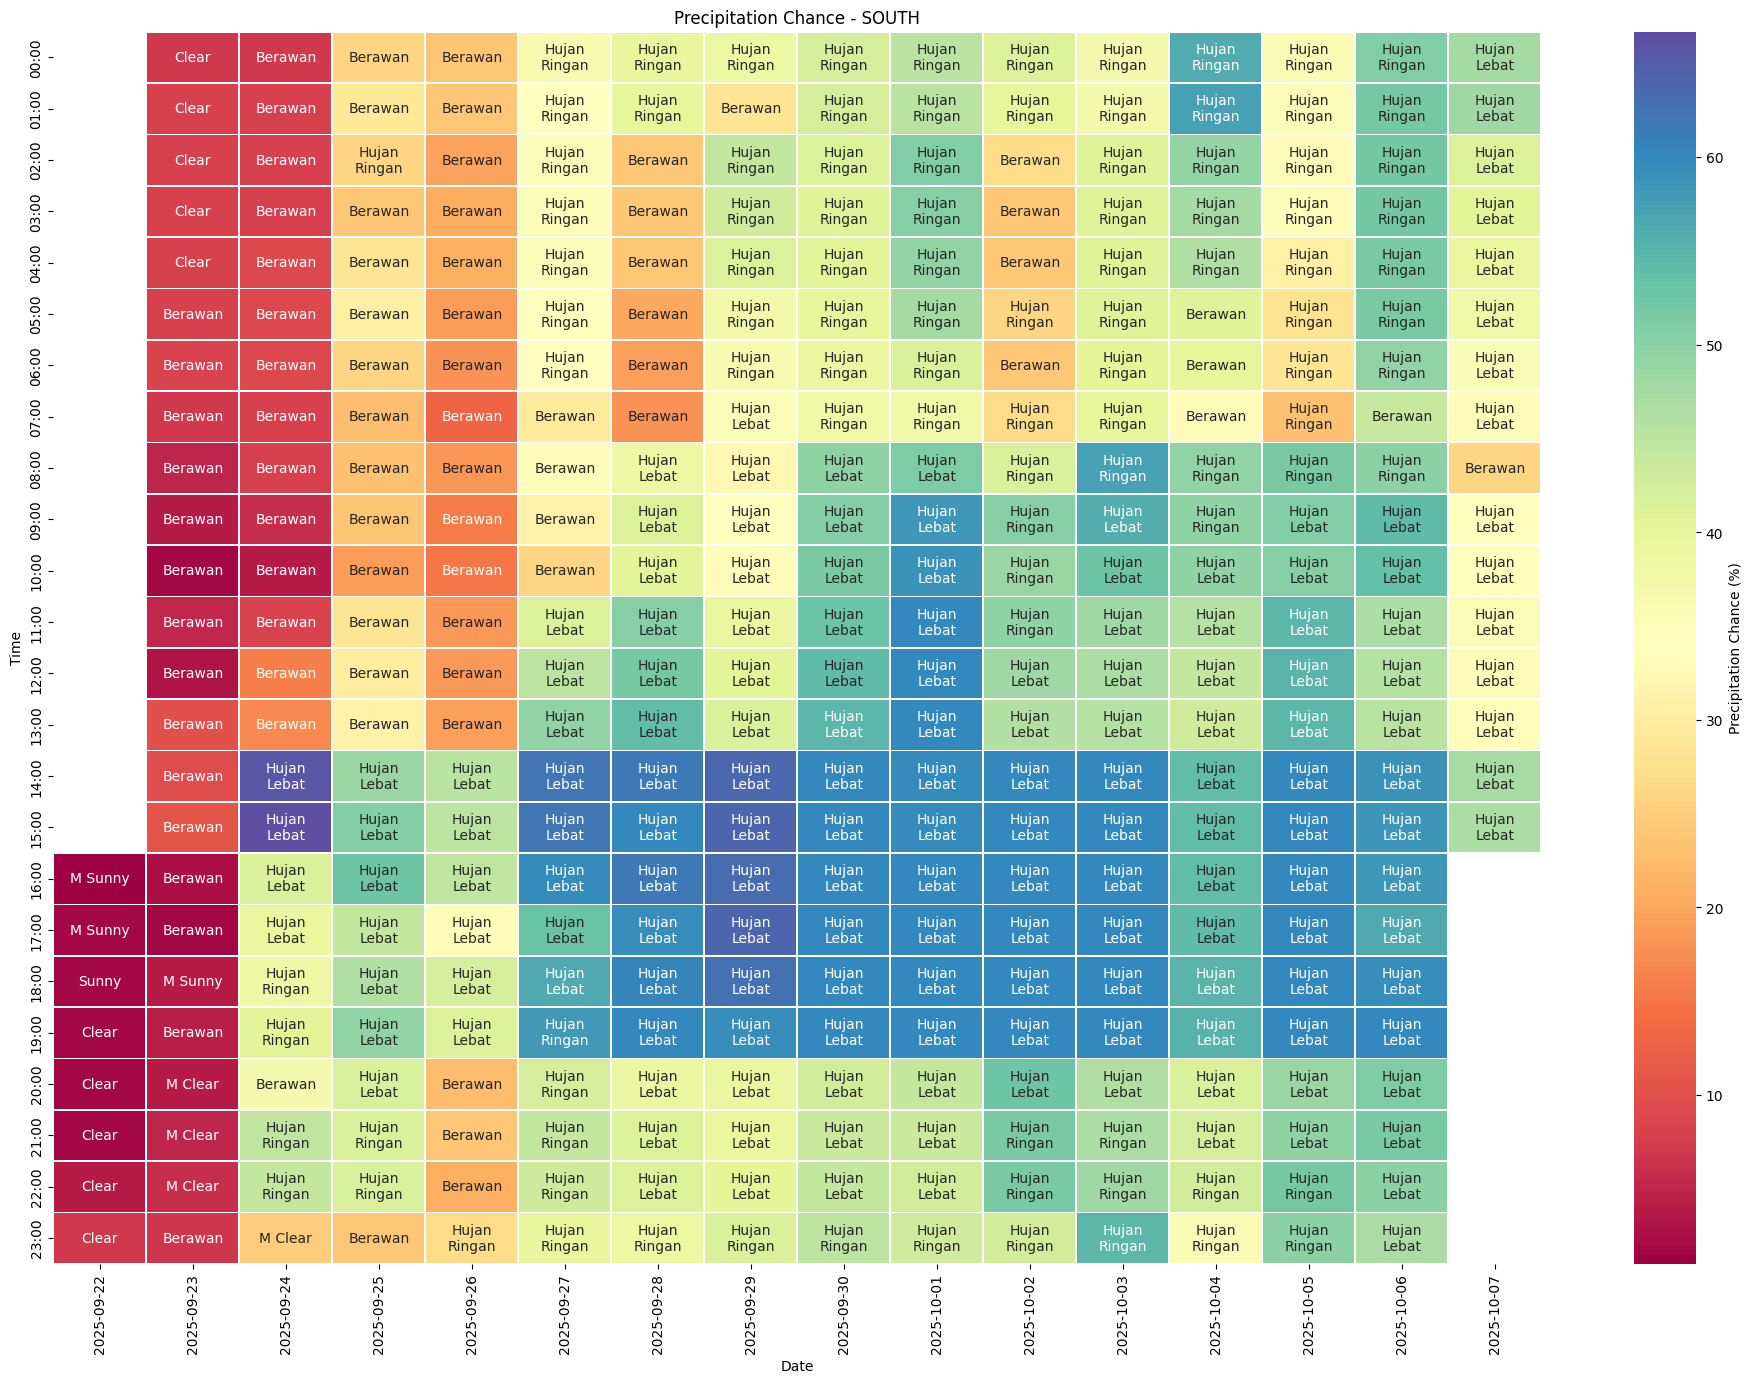 Precipitation Chance - SOUTH
00:00 Clear Berawan Berawan Berawan Hujan Ringan Hujan Ringan Hujan Ringan Hujan Ringan Hujan Ringan Hujan Ringan Hujan Ringan Hujan Ringan Hujan Ringan Hujan Ringan Hujan Lebat
01:00 Clear Berawan Berawan Berawan Hujan Ringan Hujan Ringan Berawan Hujan Ringan Hujan Ringan Hujan Ringan Hujan Ringan Hujan Ringan Hujan Ringan Hujan Ringan Hujan Lebat
02:00 Clear Berawan Hujan Ringan Berawan Hujan Ringan Berawan Hujan Ringan Hujan Ringan Hujan Ringan Berawan Hujan Ringan Hujan Ringan Hujan Ringan Hujan Ringan Hujan Lebat
03:00 Clear Berawan Berawan Berawan Hujan Ringan Berawan Hujan Ringan Hujan Ringan Hujan Ringan Berawan Hujan Ringan Hujan Ringan Hujan Ringan Hujan Ringan Hujan Lebat
04:00 Clear Berawan Berawan Berawan Hujan Ringan Berawan Hujan Ringan Hujan Ringan Hujan Ringan Berawan Hujan Ringan Hujan Ringan Hujan Ringan Hujan Ringan Hujan Lebat
05:00 Berawan Berawan Berawan Berawan Hujan Ringan Berawan Hujan Ringan Hujan Ringan Hujan Ringan Hujan Ringan Hujan Ringan Berawan Hujan Ringan Hujan Ringan Hujan Lebat
06:00 Berawan Berawan Berawan Berawan Hujan Ringan Berawan Hujan Ringan Hujan Ringan Hujan Ringan Berawan Hujan Ringan Berawan Hujan Ringan Hujan Ringan Hujan Lebat
07:00 Berawan Berawan Berawan Berawan Berawan Berawan Hujan Lebat Hujan Ringan Hujan Ringan Hujan Ringan Hujan Ringan Berawan Hujan Ringan Berawan Hujan Lebat
08:00 Berawan Berawan Berawan Berawan Berawan Hujan Lebat Hujan Lebat Hujan Lebat Hujan Lebat Hujan Ringan Hujan Ringan Hujan Ringan Hujan Ringan Hujan Ringan Berawan
09:00 Berawan Berawan Berawan Berawan Berawan Hujan Lebat Hujan Lebat Hujan Lebat Hujan Lebat Hujan Ringan Hujan Lebat Hujan Ringan Hujan Lebat Hujan Lebat Hujan Lebat
10:00 Berawan Berawan Berawan Berawan Berawan Hujan Lebat Hujan Lebat Hujan Lebat Hujan Lebat Hujan Ringan Hujan Lebat Hujan Lebat Hujan Lebat Hujan Lebat Hujan Lebat
11:00 Berawan Berawan Berawan Berawan Hujan Lebat Hujan Lebat Hujan Lebat Hujan Lebat Hujan Lebat Hujan Ringan Hujan Lebat Hujan Lebat Hujan Lebat Hujan Lebat Hujan Lebat
12:00 Berawan Berawan Berawan Berawan Hujan Lebat Hujan Lebat Hujan Lebat Hujan Lebat Hujan Lebat Hujan Lebat Hujan Lebat Hujan Lebat Hujan Lebat Hujan Lebat Hujan Lebat
13:00 Berawan Berawan Berawan Berawan Hujan Lebat Hujan Lebat Hujan Lebat Hujan Lebat Hujan Lebat Hujan Lebat Hujan Lebat Hujan Lebat Hujan Lebat Hujan Lebat Hujan Lebat
14:00 Berawan Hujan Lebat Hujan Lebat Hujan Lebat Hujan Lebat Hujan Lebat Hujan Lebat Hujan Lebat Hujan Lebat Hujan Lebat Hujan Lebat Hujan Lebat Hujan Lebat Hujan Lebat Hujan Lebat
15:00 Berawan Hujan Lebat Hujan Lebat Hujan Lebat Hujan Lebat Hujan Lebat Hujan Lebat Hujan Lebat Hujan Lebat Hujan Lebat Hujan Lebat Hujan Lebat Hujan Lebat Hujan Lebat Hujan Lebat
16:00 M Sunny Berawan Hujan Lebat Hujan Lebat Hujan Lebat Hujan Lebat Hujan Lebat Hujan Lebat Hujan Lebat Hujan Lebat Hujan Lebat Hujan Lebat Hujan Lebat Hujan Lebat Hujan Lebat
17:00 M Sunny Berawan Hujan Lebat Hujan Lebat Hujan Lebat Hujan Lebat Hujan Lebat Hujan Lebat Hujan Lebat Hujan Lebat Hujan Lebat Hujan Lebat Hujan Lebat Hujan Lebat Hujan Lebat
18:00 Sunny M Sunny Hujan Ringan Hujan Lebat Hujan Lebat Hujan Lebat Hujan Lebat Hujan Lebat Hujan Lebat Hujan Lebat Hujan Lebat Hujan Lebat Hujan Lebat Hujan Lebat Hujan Lebat
19:00 Clear Berawan Hujan Ringan Hujan Lebat Hujan Lebat Hujan Ringan Hujan Lebat Hujan Lebat Hujan Lebat Hujan Lebat Hujan Lebat Hujan Lebat Hujan Lebat Hujan Lebat Hujan Lebat
20:00 Clear M Clear Berawan Hujan Lebat Berawan Hujan Ringan Hujan Lebat Hujan Lebat Hujan Lebat Hujan Lebat Hujan Lebat Hujan Lebat Hujan Lebat Hujan Lebat Hujan Lebat
21:00 Clear M Clear Hujan Ringan Hujan Ringan Berawan Hujan Ringan Hujan Lebat Hujan Lebat Hujan Lebat Hujan Lebat Hujan Ringan Hujan Ringan Hujan Lebat Hujan Lebat Hujan Lebat
22:00 Clear M Clear Hujan Ringan Hujan Ringan Berawan Hujan Ringan Hujan Lebat Hujan Lebat Hujan Lebat Hujan Lebat Hujan Ringan Hujan Ringan Hujan Ringan Hujan Ringan Hujan Lebat
23:00 Clear Berawan M Clear Berawan Hujan Ringan Hujan Ringan Hujan Ringan Hujan Ringan Hujan Ringan Hujan Ringan Hujan Ringan Hujan Ringan Hujan Ringan Hujan Ringan Hujan Lebat
Time
2025-09-22 2025-09-23 2025-09-24 2025-09-25 2025-09-26 2025-09-27 2025-09-28 2025-09-29 2025-09-30 2025-10-01 2025-10-02 2025-10-03 2025-10-04 2025-10-05 2025-10-06 2025-10-07
Date
60
50
40
30
20
10
Precipitation Chance (%)